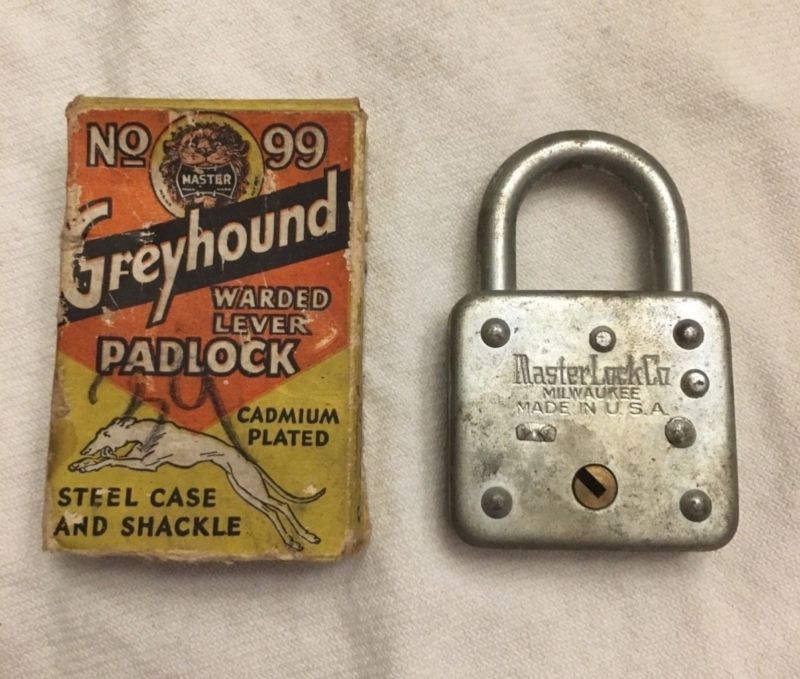 No 99
MASTER
Greyhound
WARDED
LEVER
PADLOCK
39
CADMIUM
PLATED
STEEL CASE
AND SHACKLE
Master Lock Co
MILWAUKEE
MADE IN U.S.A.